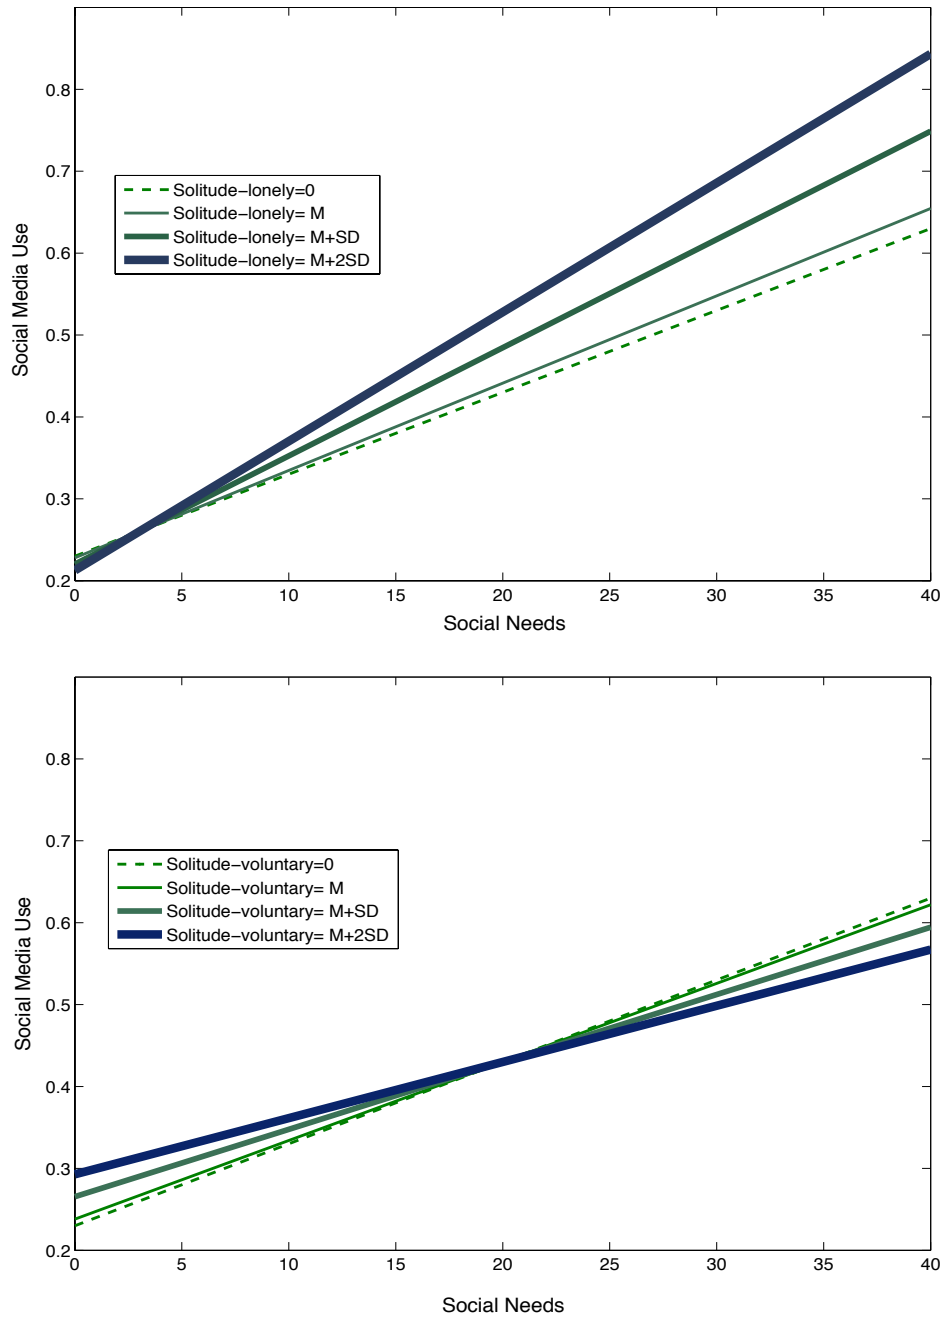 0.8
0.7
Solitude-lonely=0
Solitude-lonely= M
Solitude-lonely= M+SD
Solitude-lonely= M+2SD
0.6
0.5
0.4
0.3
0.2
Social Media Use
0 5 10 15 20 25 30 35 40
Social Needs
0.8
0.7
Solitude-voluntary=0
Solitude-voluntary= M
Solitude-voluntary= M+SD
Solitude-voluntary= M+2SD
0.6
0.5
0.4
0.3
0.2
Social Media Use
0 5 10 15 20 25 30 35 40
Social Needs